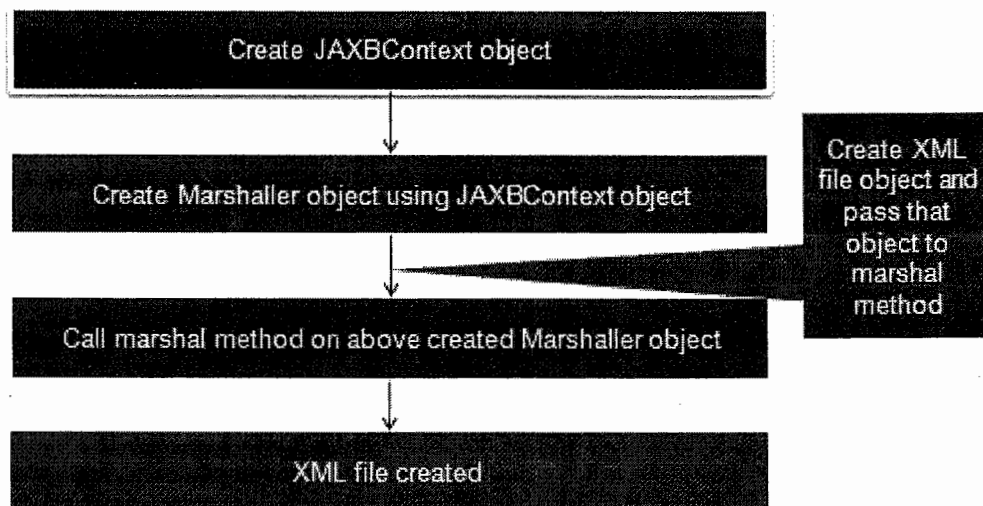 Create JAXBContext object
Create Marshaller object using JAXBContext object
Create XML
file object and
pass that
object to
marshal
method
Call marshal method on above created Marshaller object
XML file created